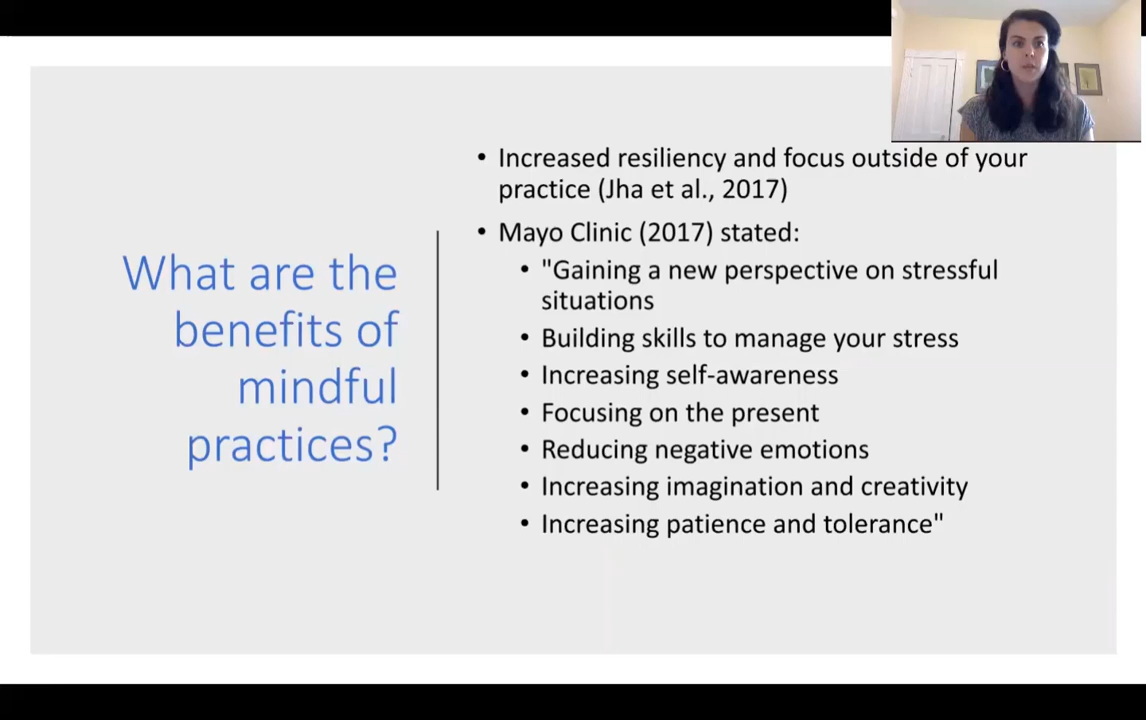 What are the
benefits of
mindful
practices?
• Increased resiliency and focus outside of your
practice (Jha et al., 2017)
• Mayo Clinic (2017) stated:
• "Gaining a new perspective on stressful
situations
• Building skills to manage your stress
• Increasing self-awareness
• Focusing on the present
• Reducing negative emotions
• Increasing imagination and creativity
• Increasing patience and tolerance"